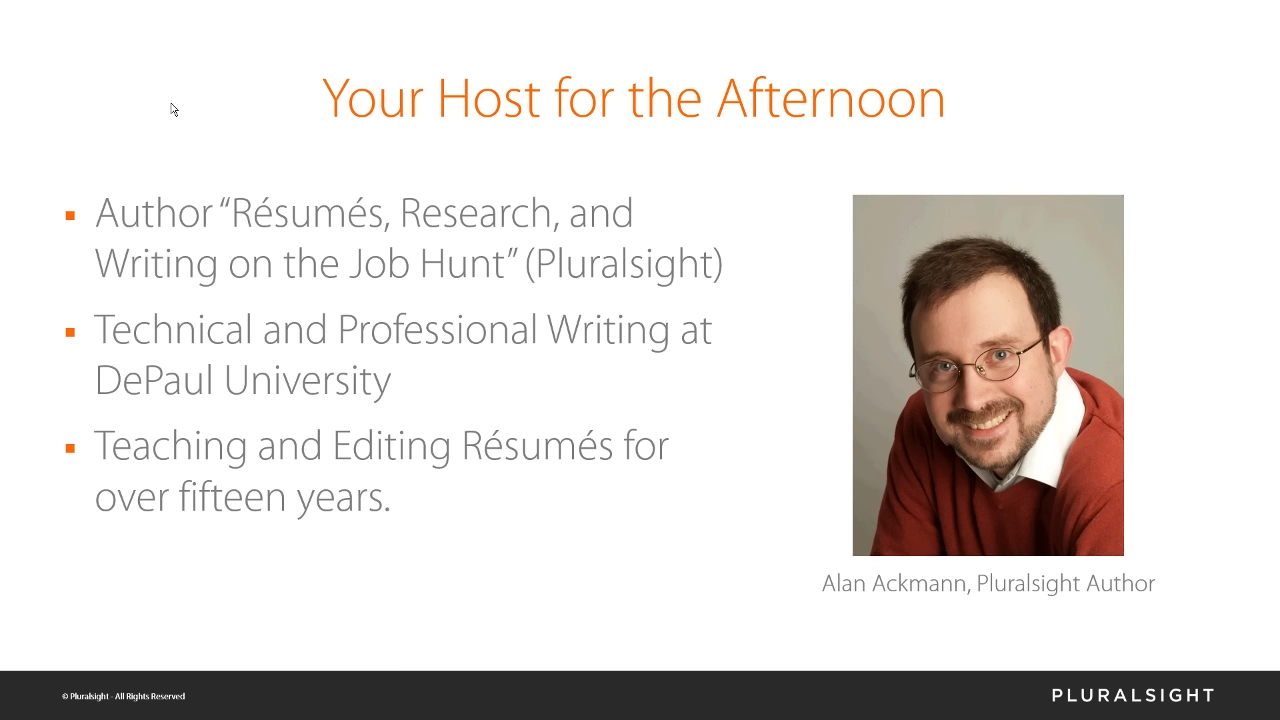 Your Host for the Afternoon
Author “Résumés, Research, and
Writing on the Job Hunt” (Pluralsight)
Technical and Professional Writing at
DePaul University
Teaching and Editing Résumés for
over fifteen years.
Alan Ackmann, Pluralsight Author
© Pluralsight - All Rights Reserved
PLURALSIGHT